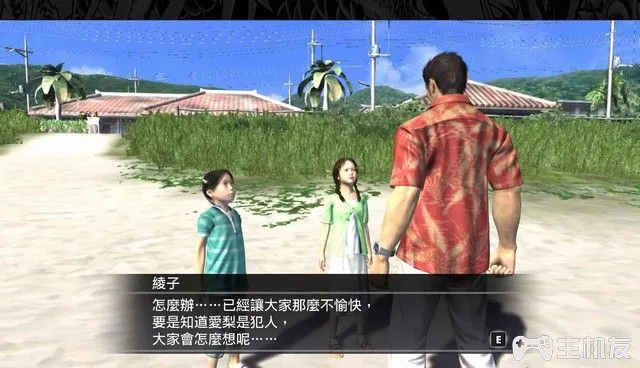 綾子
怎麼辦……已經讓大家那麼不愉快，
要是知道愛梨是犯人，
大家會怎麼想呢……
E
主机友